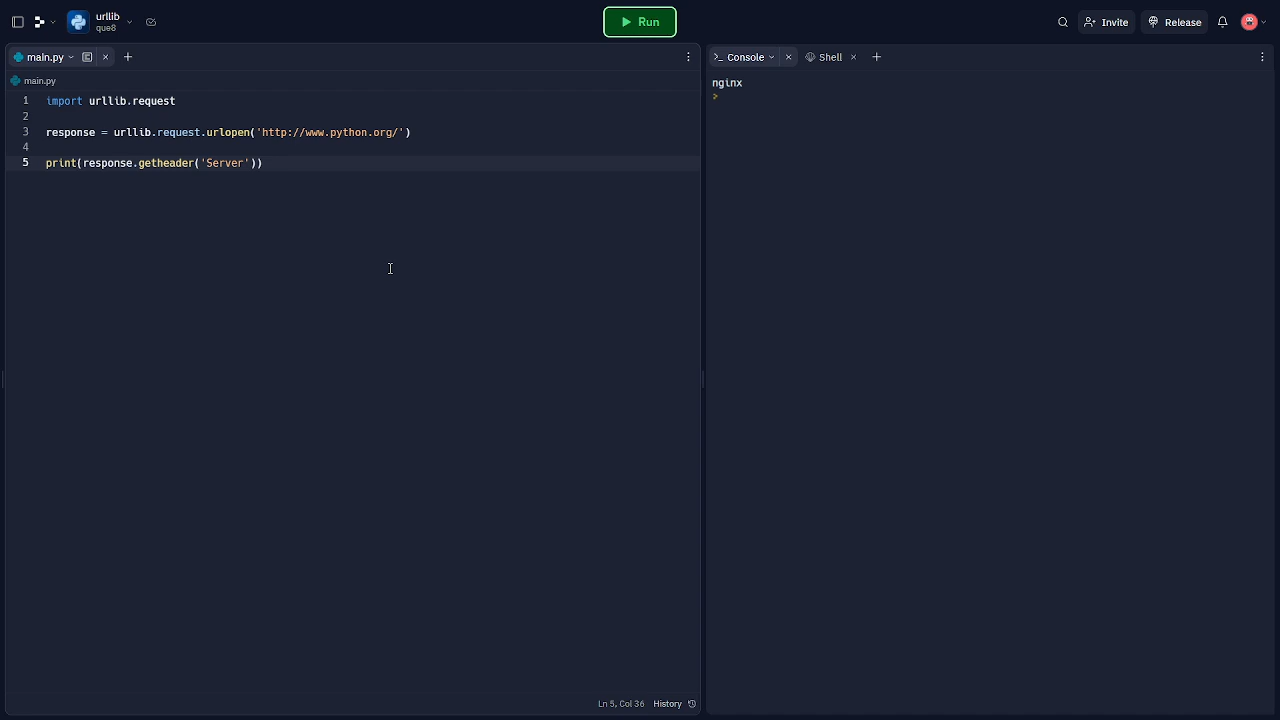 urllib
que8
Run
Invite
Release
main.py
Console
Shell
main.py
1 import urllib.request
2
3 response = urllib.request.urlopen('http://www.python.org/')
4
5 print(response.getheader('Server'))
nginx
>
Ln 5, Col 36 History